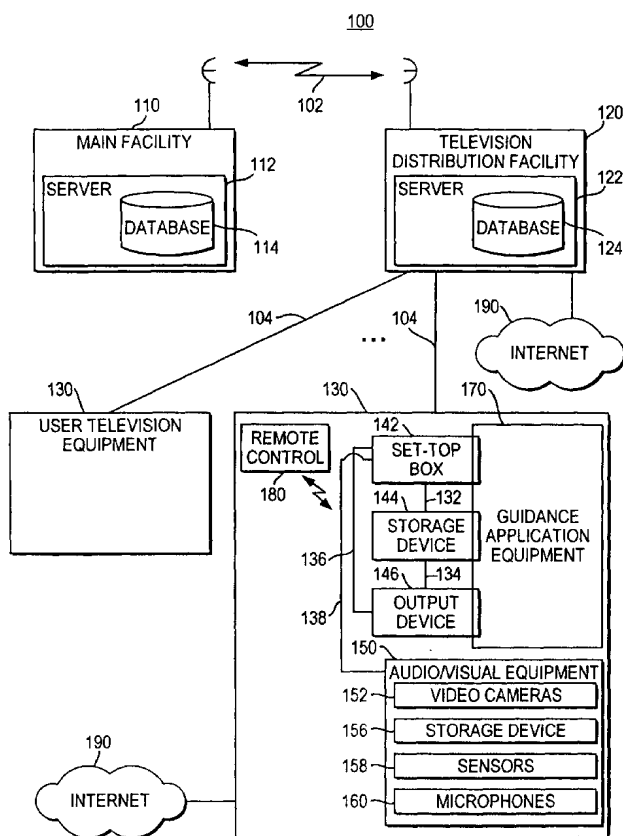 100
102
110
MAIN FACILITY
112
SERVER
DATABASE
114
120
TELEVISION
DISTRIBUTION FACILITY
122
SERVER
DATABASE
124
104
...
104
190
INTERNET
130
USER TELEVISION
EQUIPMENT
130
REMOTE
CONTROL
180
142
SET-TOP
BOX
170
GUIDANCE
APPLICATION
EQUIPMENT
132
144
STORAGE
DEVICE
136
134
146
OUTPUT
DEVICE
138
150
AUDIO/VISUAL EQUIPMENT
152
VIDEO CAMERAS
156
STORAGE DEVICE
158
SENSORS
160
MICROPHONES
190
INTERNET